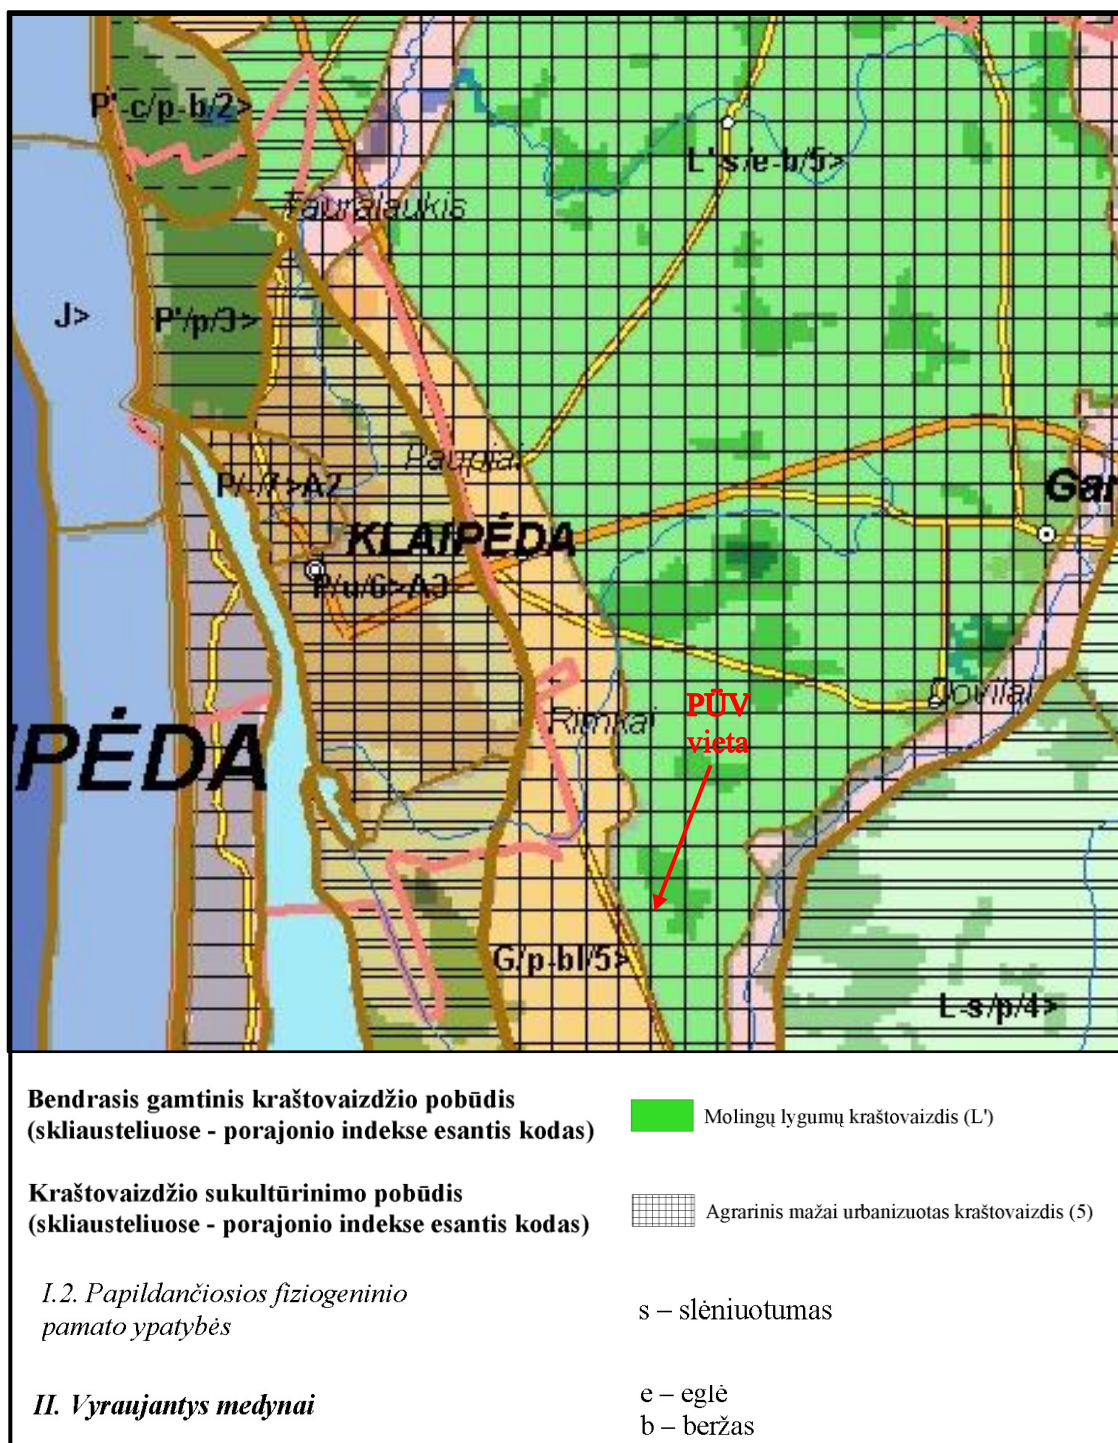 P'-c/p-b/2>
L'-s/e-b/5>
Tauralaukis
J>
P'/p/3>
Paupiai
P/-/7>A2
Gar
KLAIPĖDA
P/u/6>A3
Dovilai
PŪV
vieta
Rimkai
IPĖDA
G/p-bl/5>
L-s/p/4>
Bendrasis gamtinis kraštovaizdžio pobūdis
(skliausteliuose - porajonio indekse esantis kodas)
Molingų lygumų kraštovaizdis (L')
Kraštovaizdžio sukultūrinimo pobūdis
(skliausteliuose - porajonio indekse esantis kodas)
Agrarinis mažai urbanizuotas kraštovaizdis (5)
I.2. Papildančiosios fiziogeninio
pamato ypatybės
s – slėniuotumas
II. Vyraujantys medynai
e – eglė
b – beržas